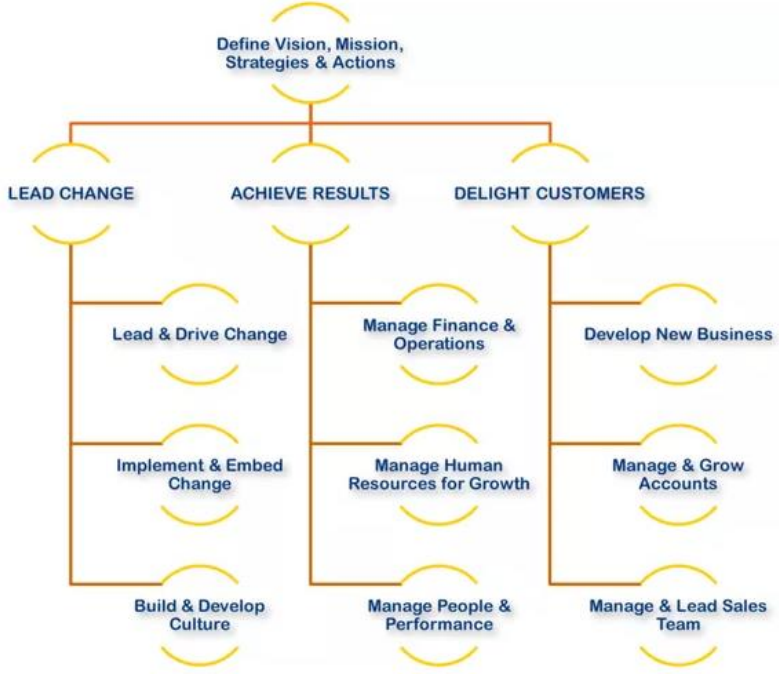 Define Vision, Mission,
Strategies & Actions
LEAD CHANGE
ACHIEVE RESULTS
DELIGHT CUSTOMERS
Lead & Drive Change
Manage Finance &
Operations
Develop New Business
Implement & Embed
Change
Manage Human
Resources for Growth
Manage & Grow
Accounts
Build & Develop
Culture
Manage People &
Performance
Manage & Lead Sales
Team